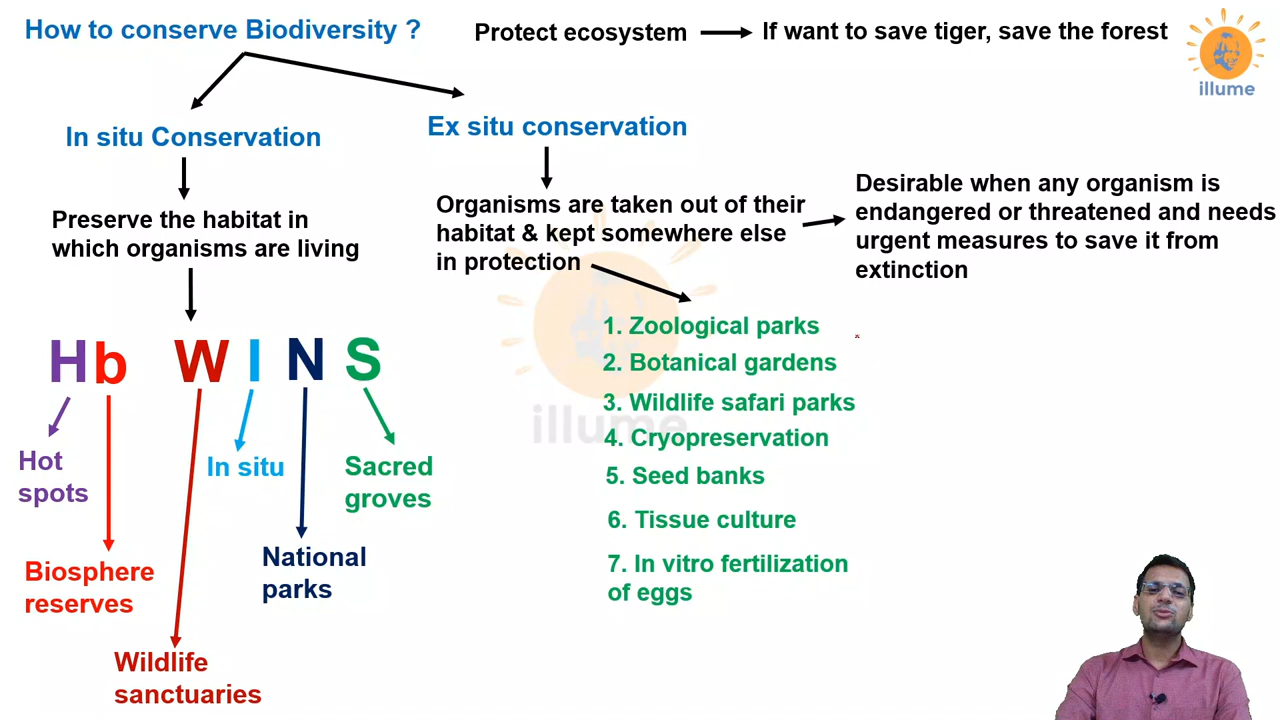 How to conserve Biodiversity ?
Protect ecosystem
If want to save tiger, save the forest
illume
In situ Conservation
Ex situ conservation
Preserve the habitat in
which organisms are living
Organisms are taken out of their
habitat & kept somewhere else
in protection
Desirable when any organism is
endangered or threatened and needs
urgent measures to save it from
extinction
Hb WINS
Hot
spots
Biosphere
reserves
Wildlife
sanctuaries
In situ
National
parks
Sacred
groves
1. Zoological parks
2. Botanical gardens
3. Wildlife safari parks
4. Cryopreservation
5. Seed banks
6. Tissue culture
7. In vitro fertilization
of eggs
illume